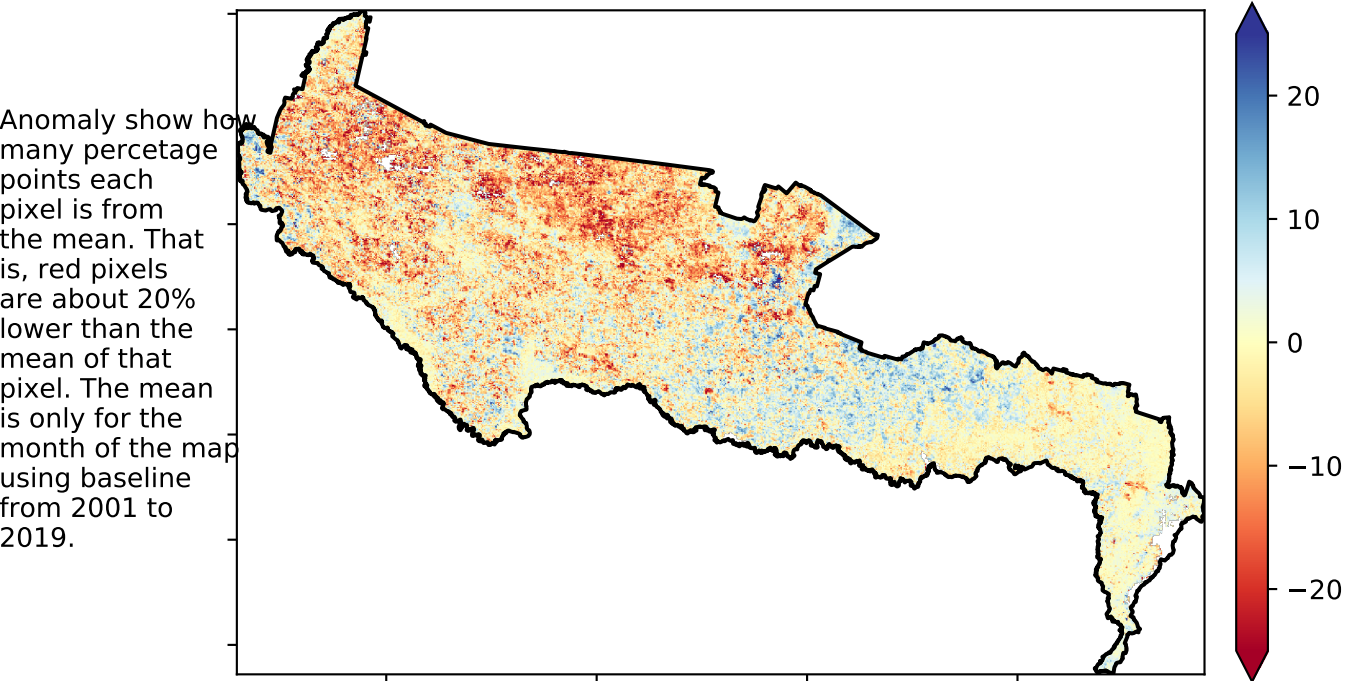 Anomaly show how
many percetage
points each
pixel is from
the mean. That
is, red pixels
are about 20%
lower than the
mean of that
pixel. The mean
is only for the
month of the map
using baseline
from 2001 to
2019.
20
10
0
−10
−20